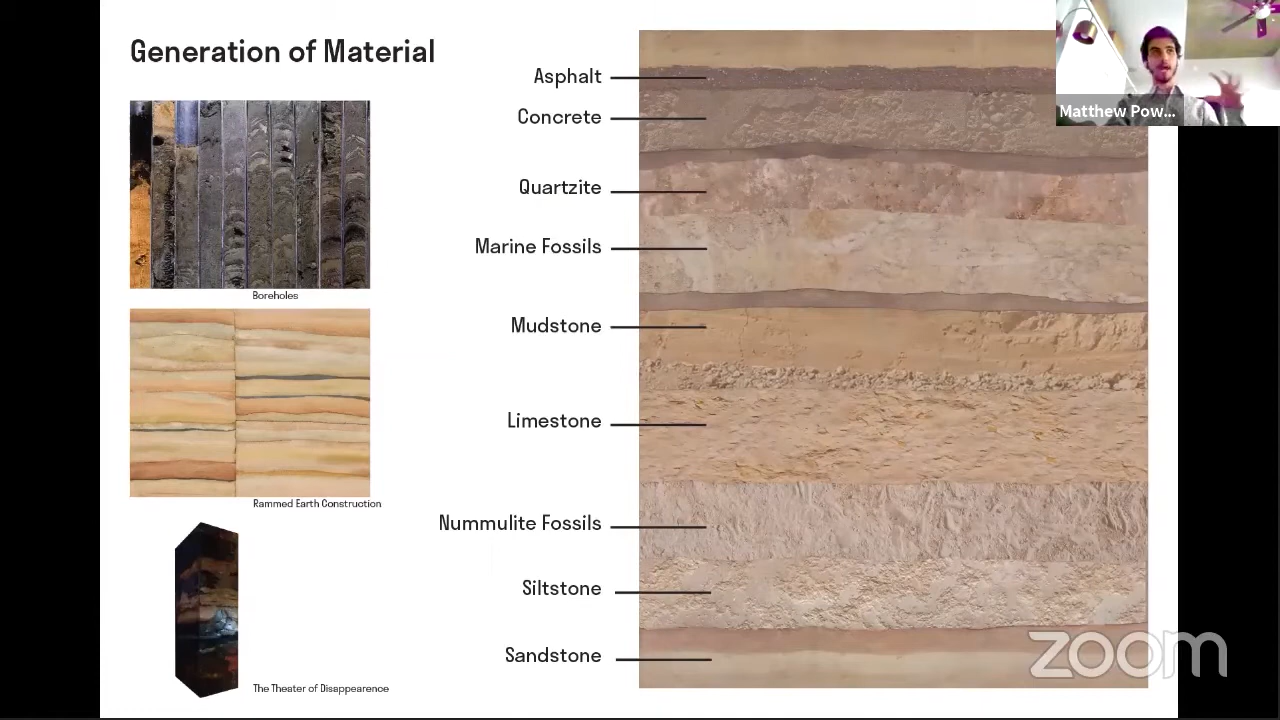 Generation of Material
Asphalt
Concrete
Quartzite
Marine Fossils
Mudstone
Limestone
Nummulite Fossils
Siltstone
Sandstone
Boreholes
Rammed Earth Construction
The Theater of Disappearence
Matthew Pow...
zoom